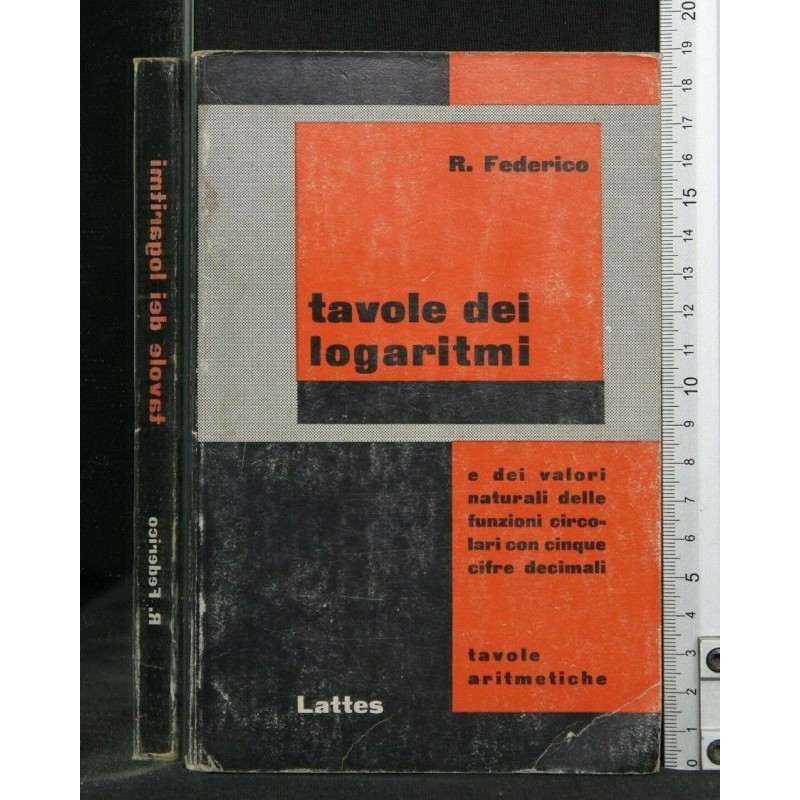 tavole dei logaritmi
R. Federico
R. Federico
tavole dei
logaritmi
e dei valori
naturali delle
funzioni circo-
lari con cinque
cifre decimali
tavole
aritmetiche
Lattes
20
19
18
17
16
15
14
13
12
11
10
9
8
7
6
5
4
3
2
1
0